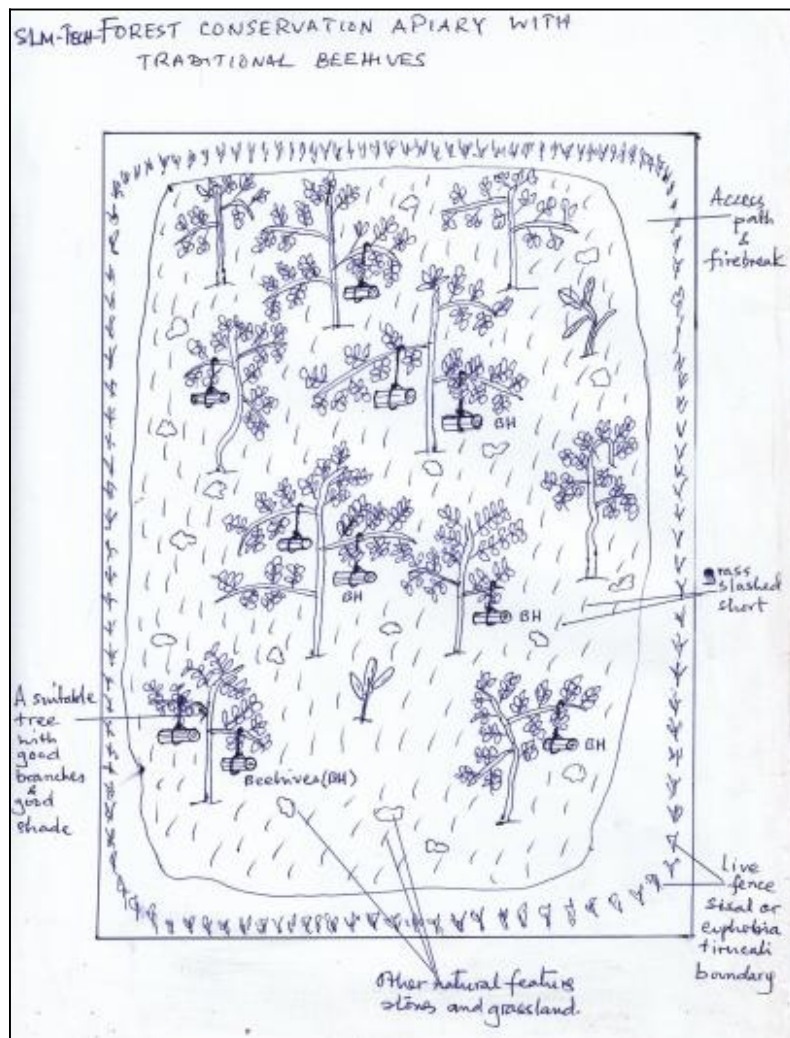 SLM-TECH-FOREST CONSERVATION APIARY WITH
TRADITIONAL BEEHIVES
Access
path
&
firebreak
BH
grass
slashed
short
BH
BH
A suitable
tree
with
good
branches
&
good
shade
BH
Beehives (BH)
Live
fence
sisal or
euphobia
tirucali
boundary
Other natural feature
stones and grassland.